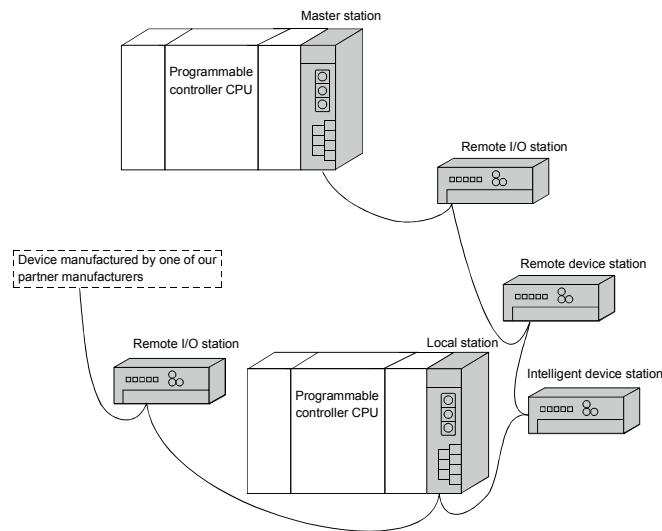 Master station
Programmable
controller CPU
Remote I/O station
Device manufactured by one of our
partner manufacturers
Remote device station
Remote I/O station
Local station
Intelligent device station
Programmable
controller CPU